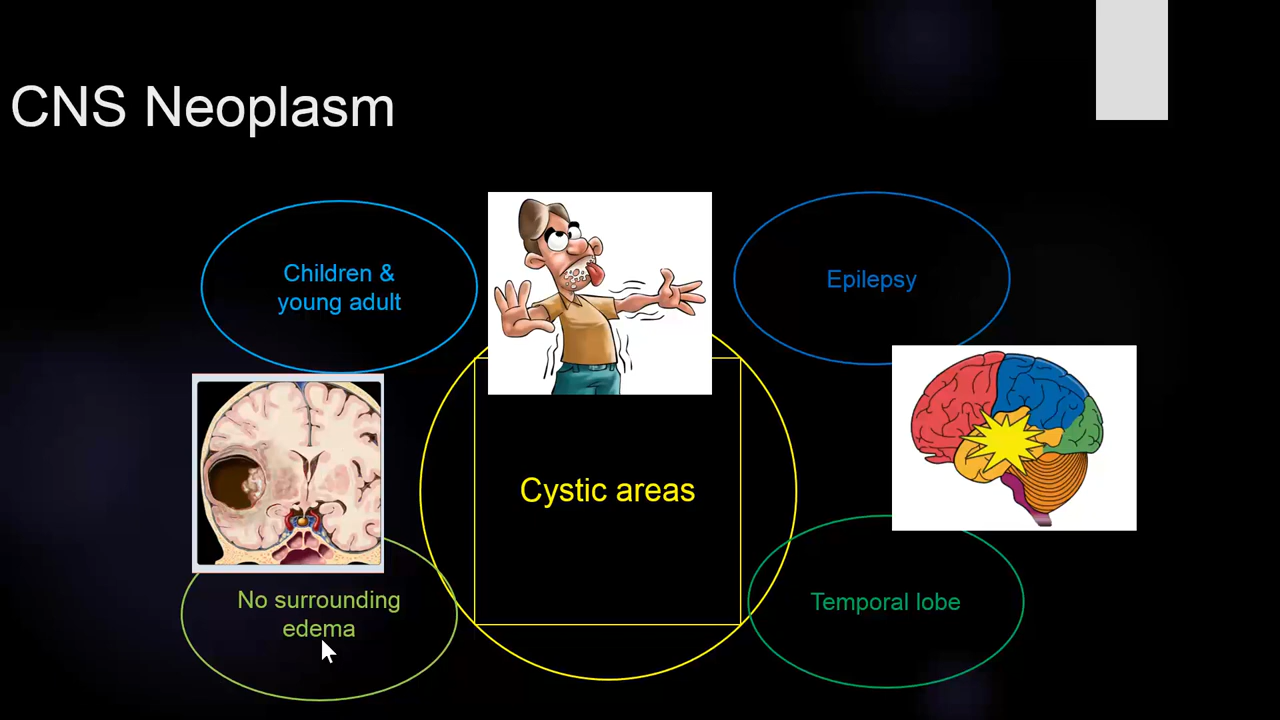 CNS Neoplasm
Children &
young adult
Epilepsy
Cystic areas
No surrounding
edema
Temporal lobe